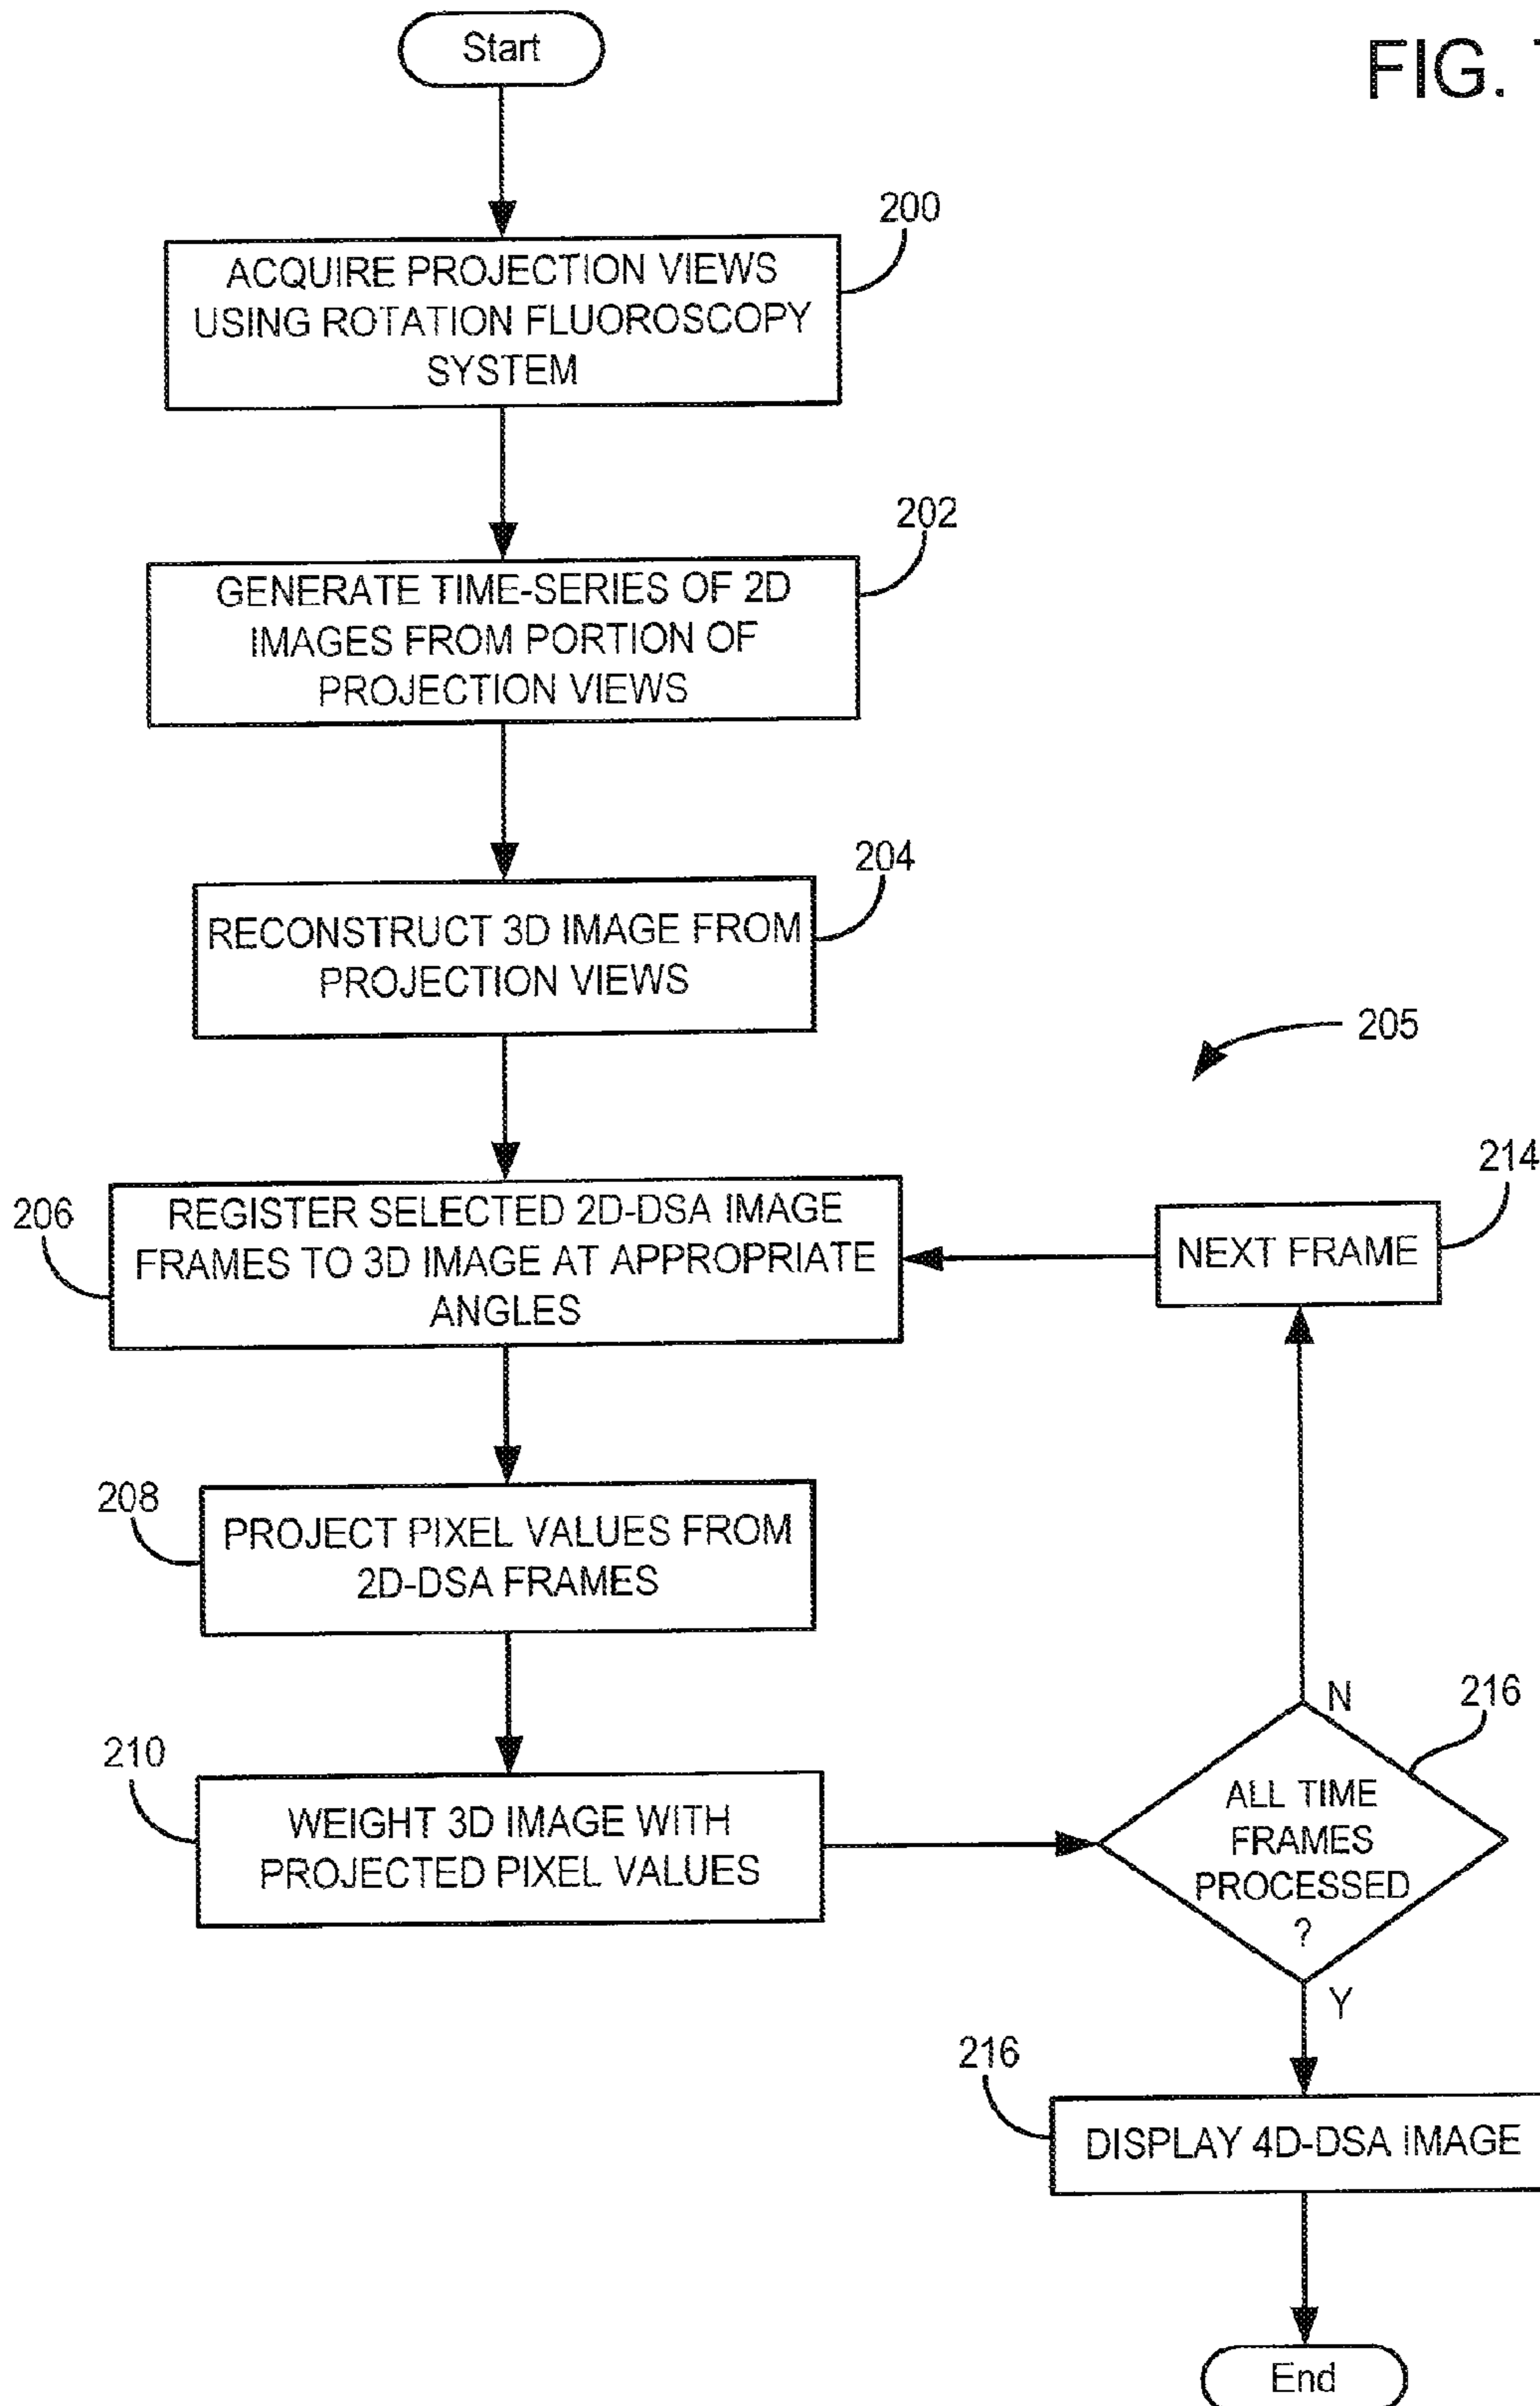 FIG.
Start
200
ACQUIRE PROJECTION VIEWS
USING ROTATION FLUOROSCOPY
SYSTEM
202
GENERATE TIME-SERIES OF 2D
IMAGES FROM PORTION OF
PROJECTION VIEWS
204
RECONSTRUCT 3D IMAGE FROM
PROJECTION VIEWS
205
206
REGISTER SELECTED 2D-DSA IMAGE
FRAMES TO 3D IMAGE AT APPROPRIATE
ANGLES
214
NEXT FRAME
208
PROJECT PIXEL VALUES FROM
2D-DSA FRAMES
210
WEIGHT 3D IMAGE WITH
PROJECTED PIXEL VALUES
N
216
ALL TIME
FRAMES
PROCESSED
?
Y
216
DISPLAY 4D-DSA IMAGE
End